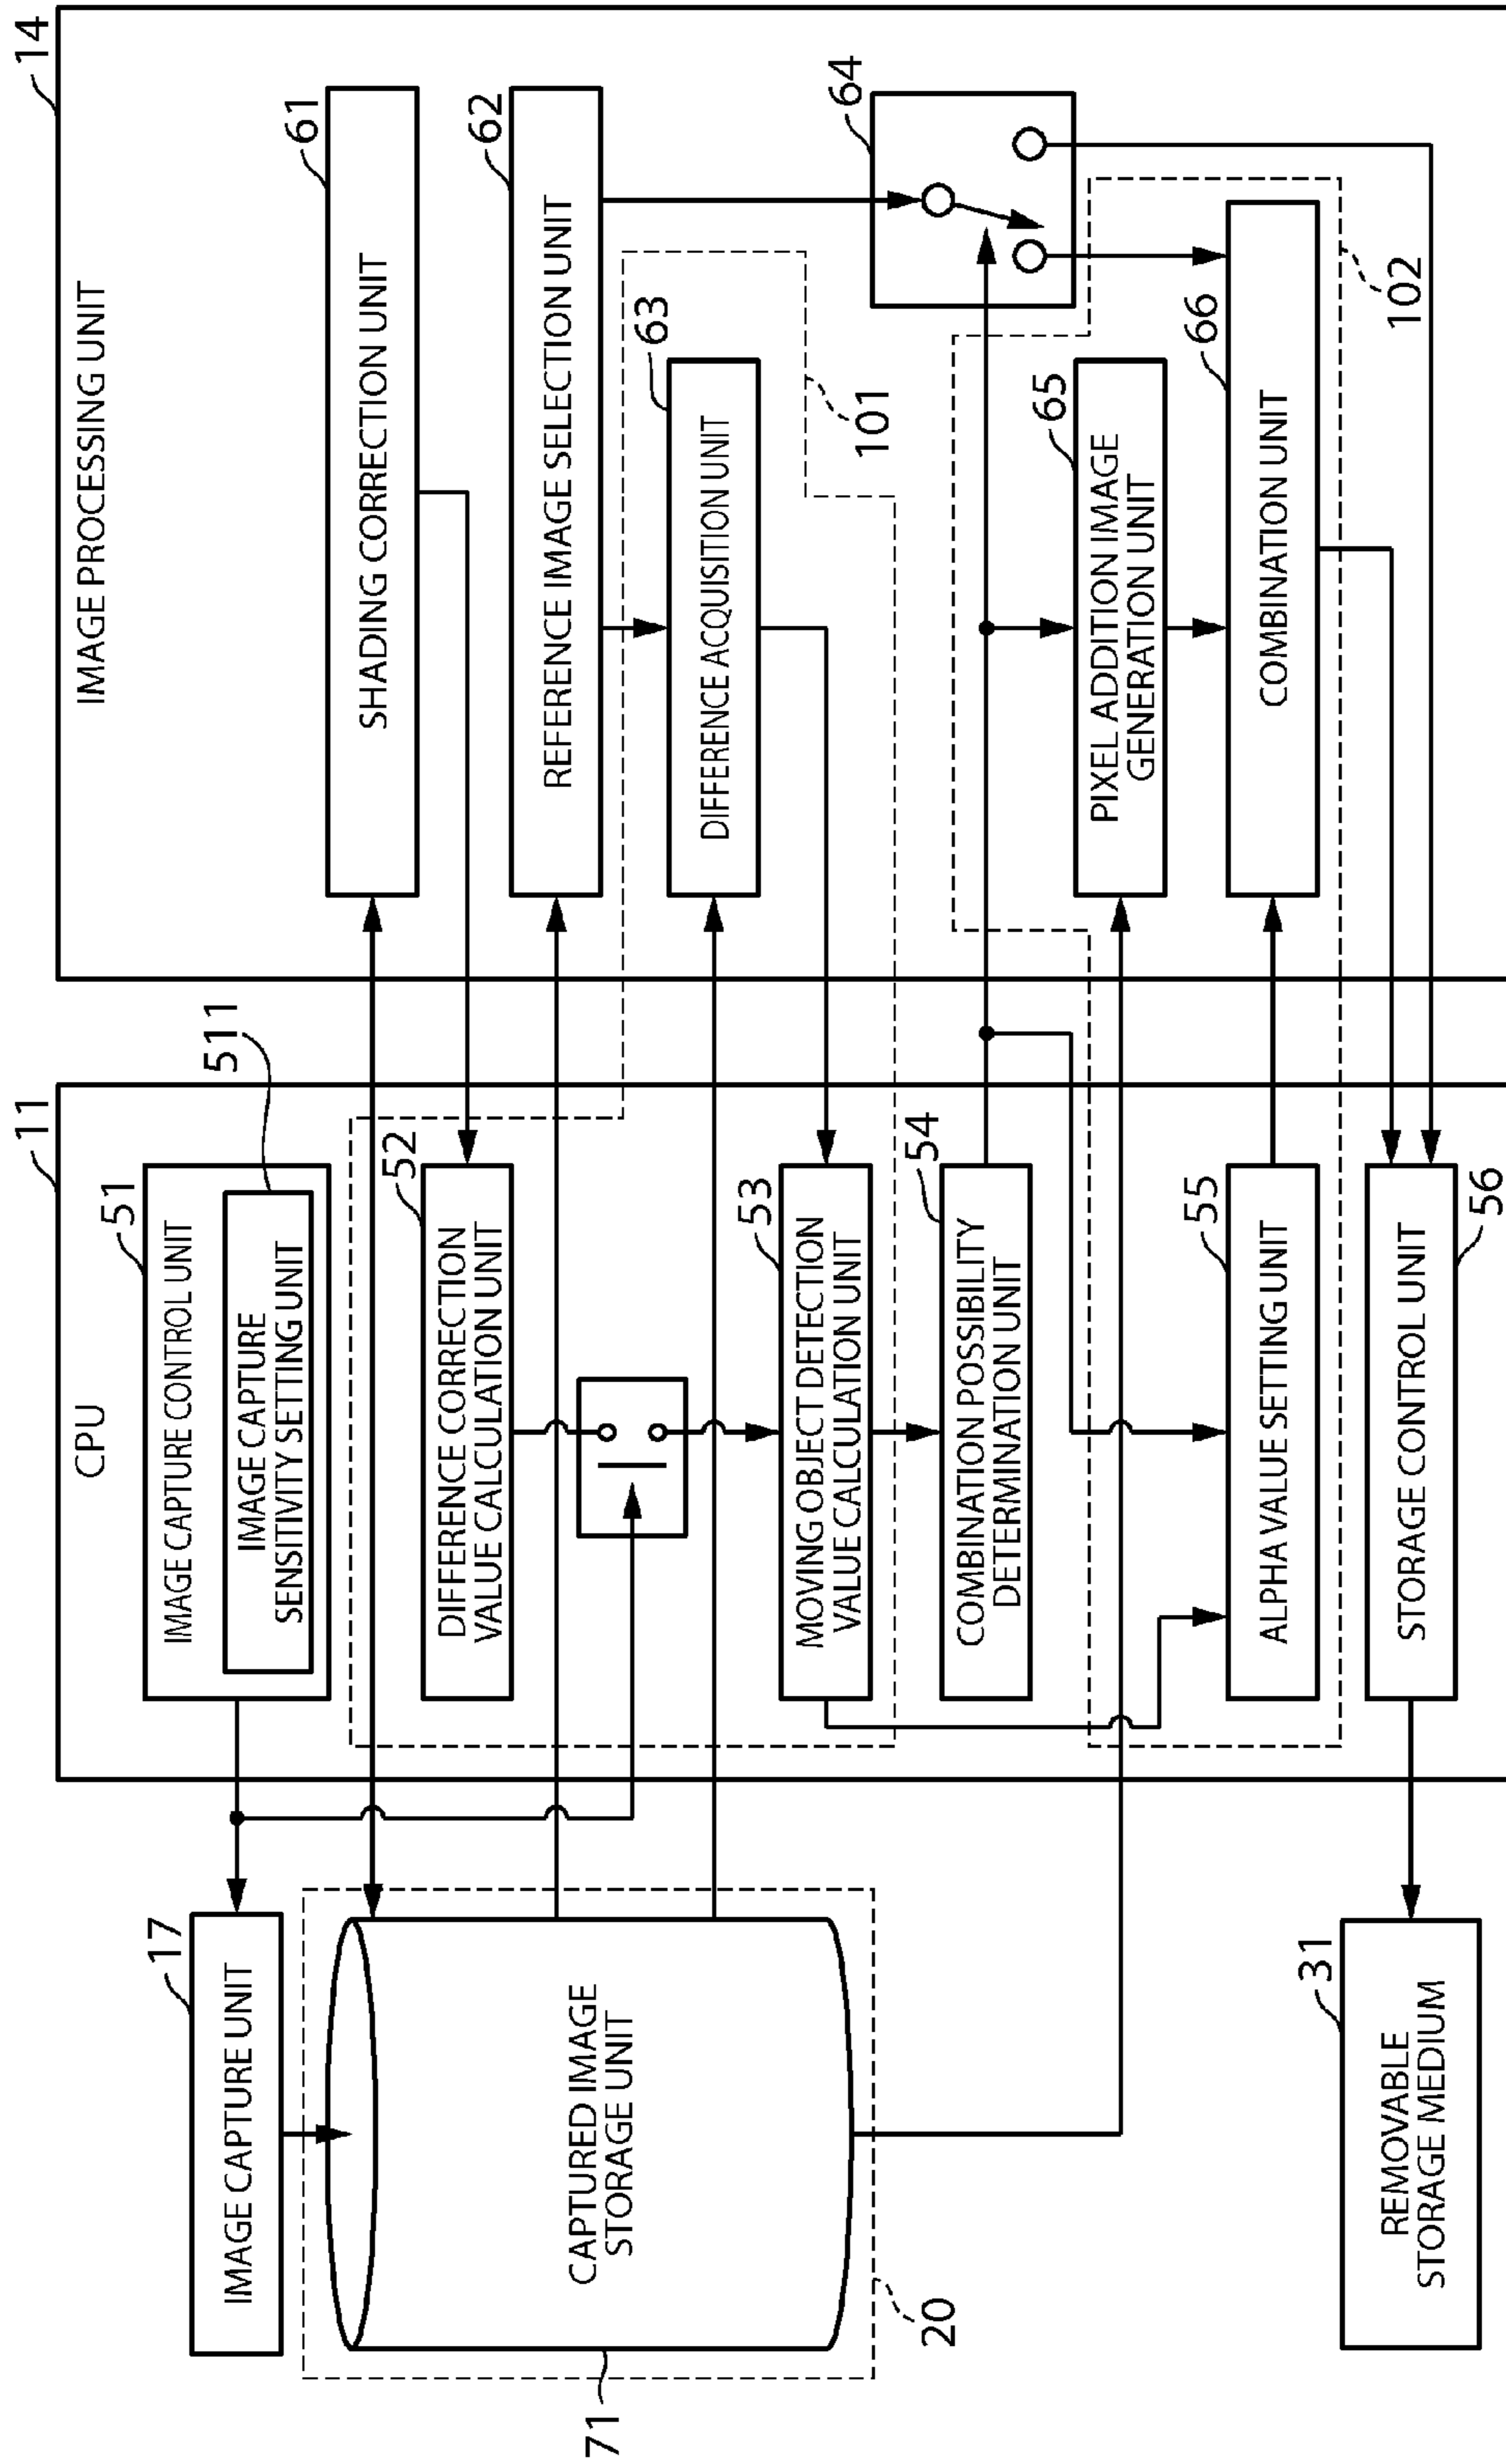 17
IMAGE CAPTURE UNIT
CAPTURED IMAGE
STORAGE UNIT
71
20
REMOVABLE
STORAGE MEDIUM
31
11
CPU
51
IMAGE CAPTURE CONTROL UNIT
IMAGE CAPTURE
SENSITIVITY SETTING UNIT
511
52
DIFFERENCE CORRECTION
VALUE CALCULATION UNIT
53
MOVING OBJECT DETECTION
VALUE CALCULATION UNIT
54
COMBINATION POSSIBILITY
DETERMINATION UNIT
55
ALPHA VALUE SETTING UNIT
STORAGE CONTROL UNIT
56
14
IMAGE PROCESSING UNIT
61
SHADING CORRECTION UNIT
62
REFERENCE IMAGE SELECTION UNIT
63
DIFFERENCE ACQUISITION UNIT
101
64
65
PIXEL ADDITION IMAGE
GENERATION UNIT
66
COMBINATION UNIT
102